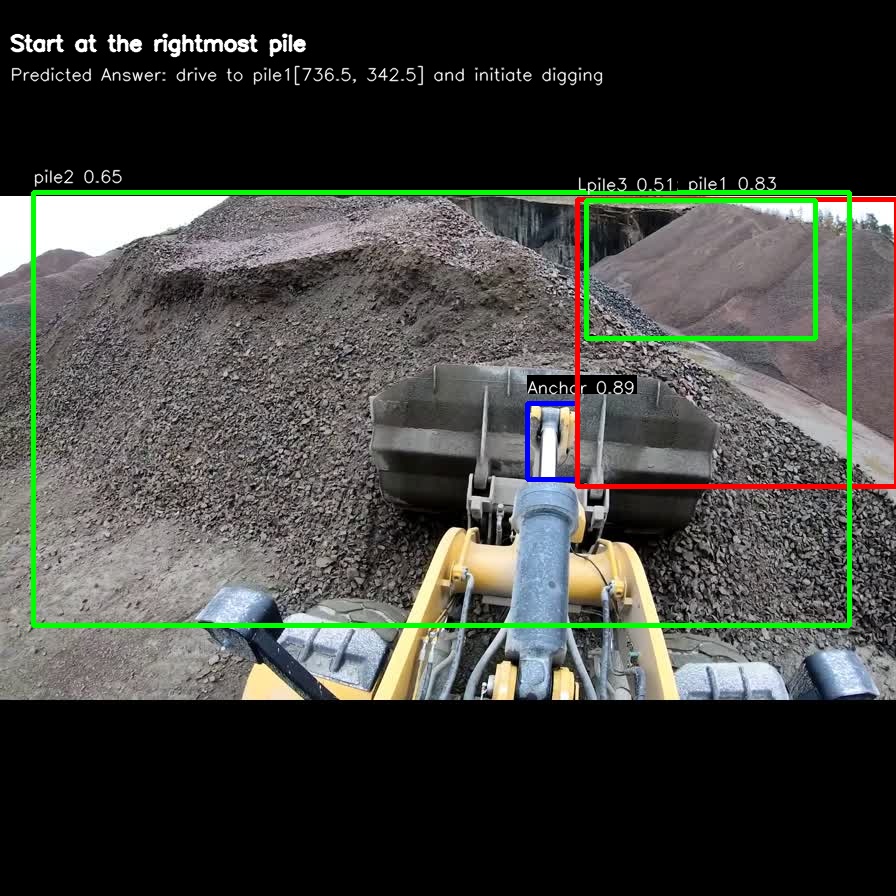 Start at the rightmost pile
Predicted Answer: drive to pile1[736.5, 342.5] and initiate digging
pile2 0.65
Lpile3 0.51: pile1 0.83
Anchor 0.89